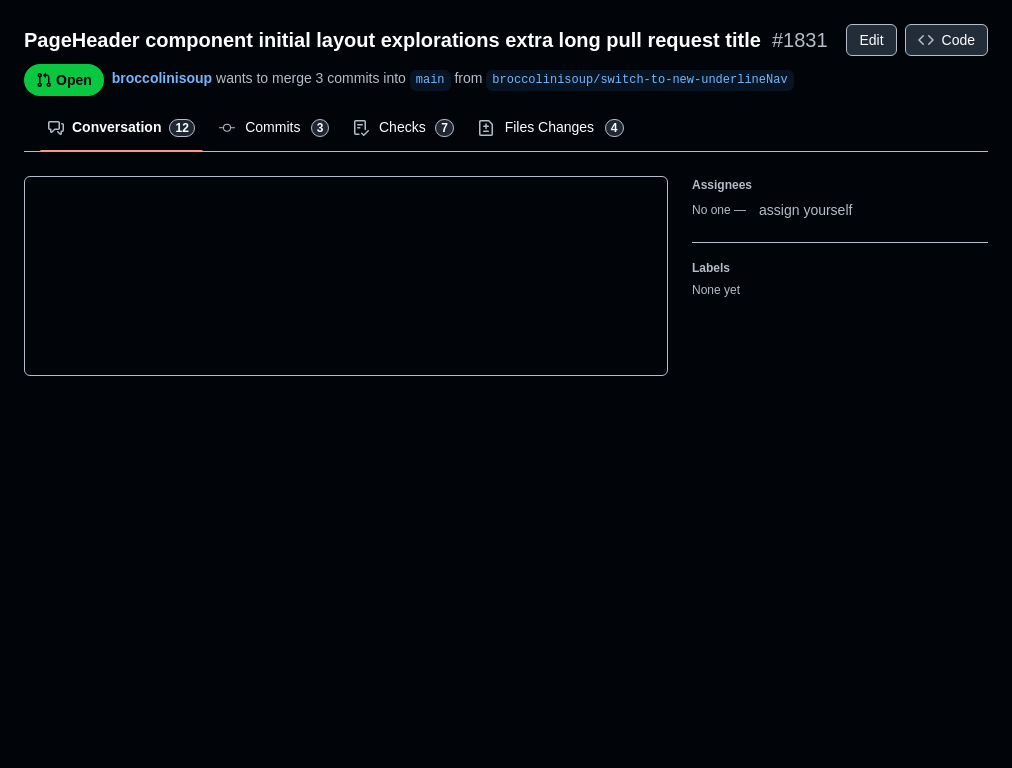 PageHeader component initial layout explorations extra long pull request title #1831 Edit Code
Open broccolinisoup wants to merge 3 commits into main from broccolinisoup/switch-to-new-underlineNav
Conversation 12 Commits 3 Checks 7 Files Changes 4
Assignees
No one — assign yourself
Labels
None yet